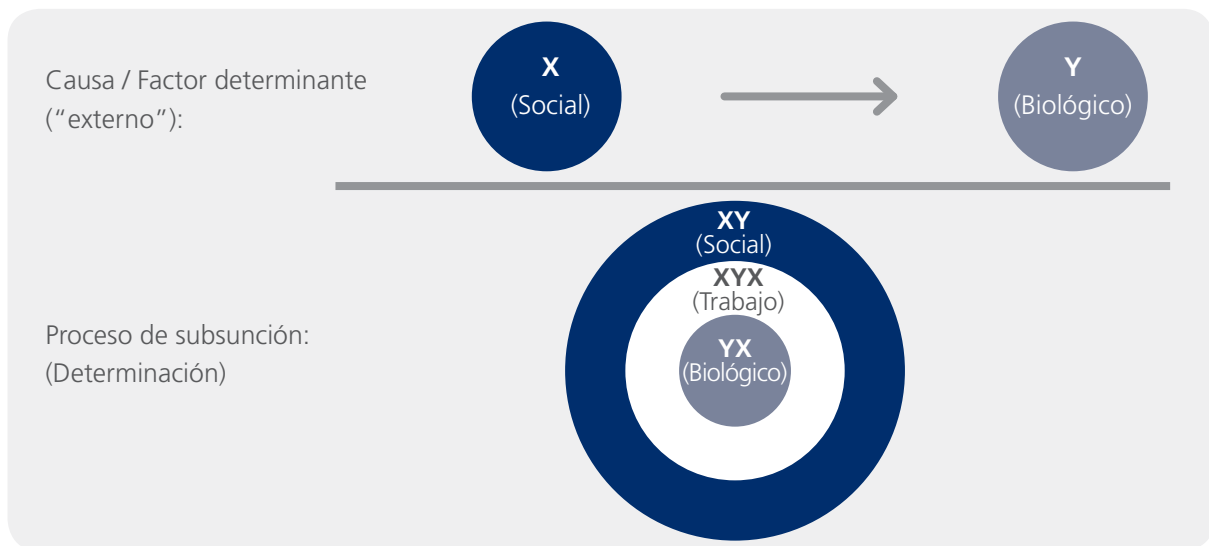 Causa / Factor determinante
(“externo”):
X
(Social)
Y
(Biológico)
XY
(Social)
XYX
(Trabajo)
YX
(Biológico)
Proceso de subsunción:
(Determinación)